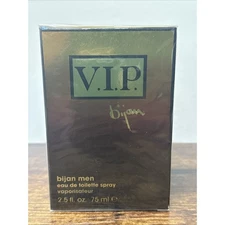 V.I.P.
bijan
bijan men
eau de toilette spray
vaporisateur
2.5 fl. oz. 75 ml e